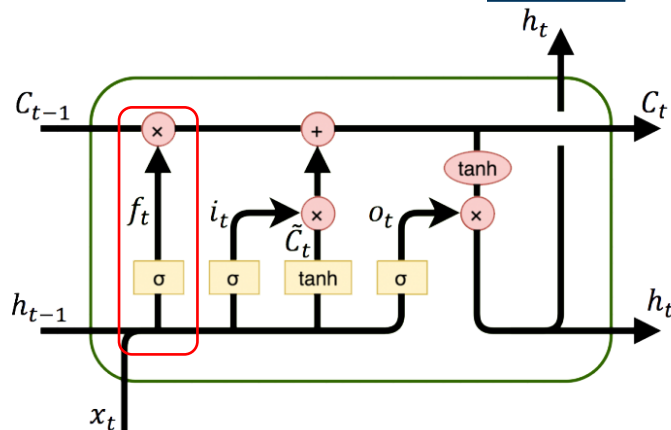 h_t
C_{t-1}
C_t
×
+
tanh
f_t
i_t
×
o_t
×
C̃_t
σ
σ
tanh
σ
h_{t-1}
h_t
x_t